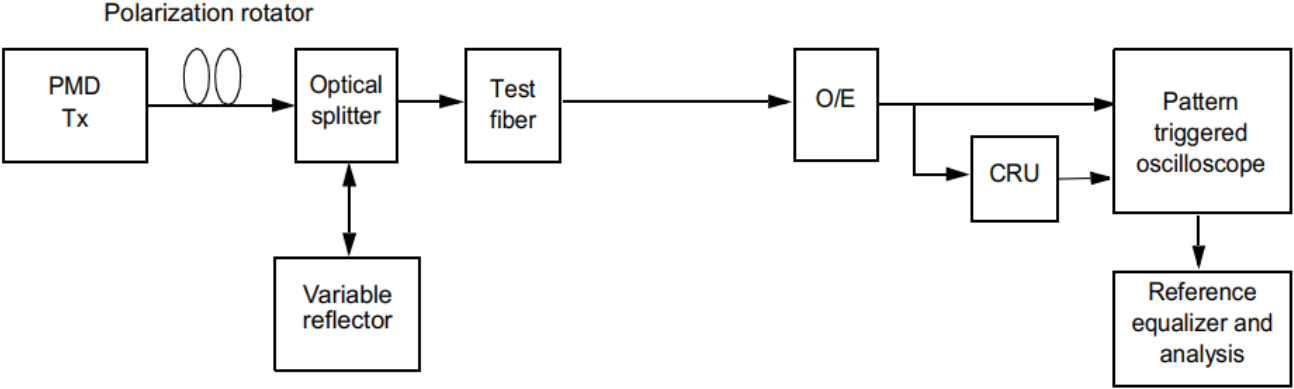 Polarization rotator
PMD
Tx
Optical
splitter
Test
fiber
O/E
CRU
Pattern
triggered
oscilloscope
Variable
reflector
Reference
equalizer and
analysis